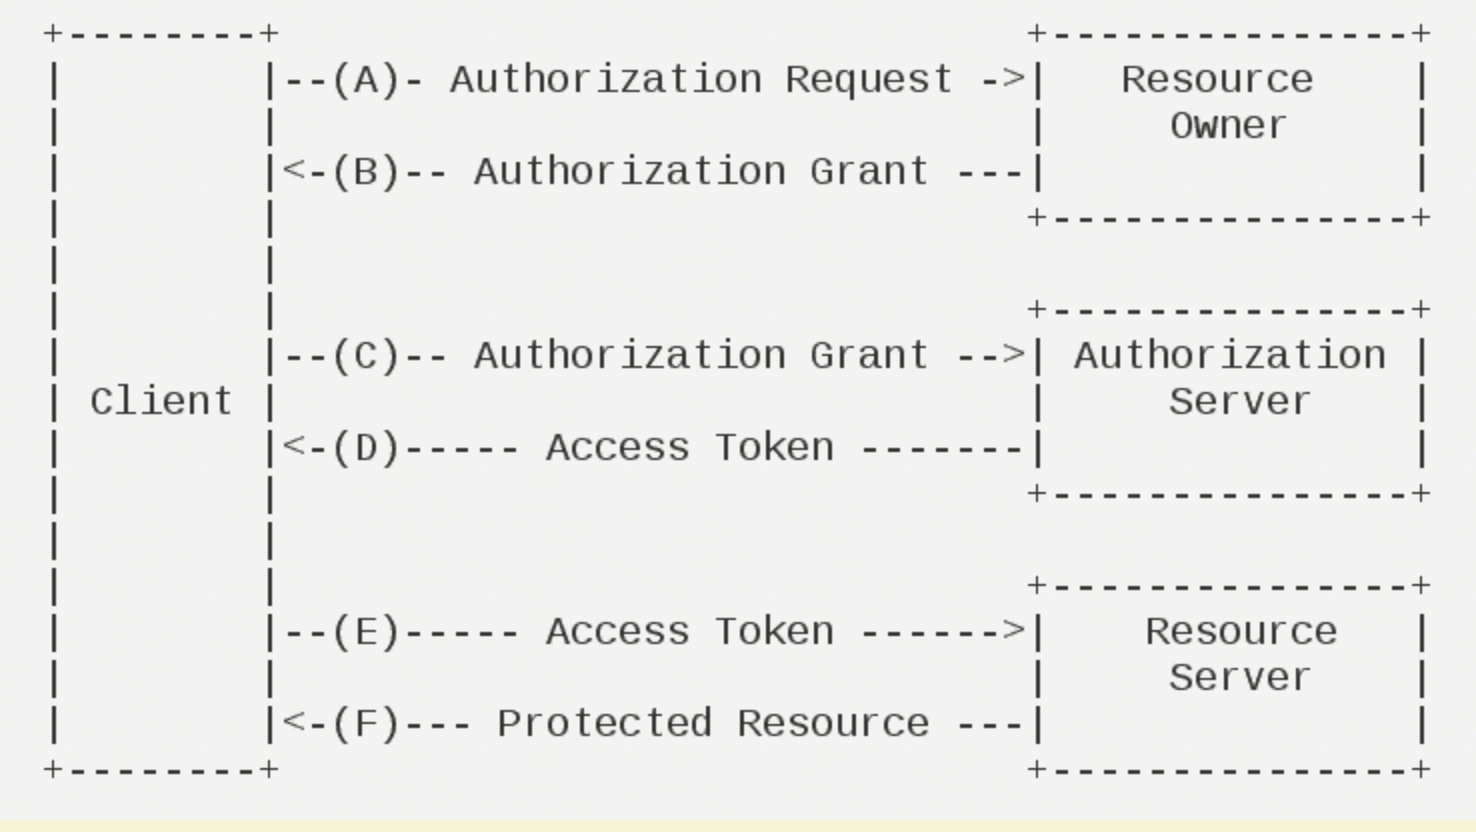 +--------+                               +---------------+
|        |--(A)- Authorization Request ->|   Resource    |
|        |                               |     Owner     |
|        |<-(B)-- Authorization Grant ---|               |
|        |                               +---------------+
|        |
|        |                               +---------------+
|        |--(C)-- Authorization Grant -->| Authorization |
| Client |                               |     Server    |
|        |<-(D)----- Access Token -------|               |
|        |                               +---------------+
|        |
|        |                               +---------------+
|        |--(E)----- Access Token ------>|    Resource   |
|        |                               |     Server    |
|        |<-(F)--- Protected Resource ---|               |
+--------+                               +---------------+